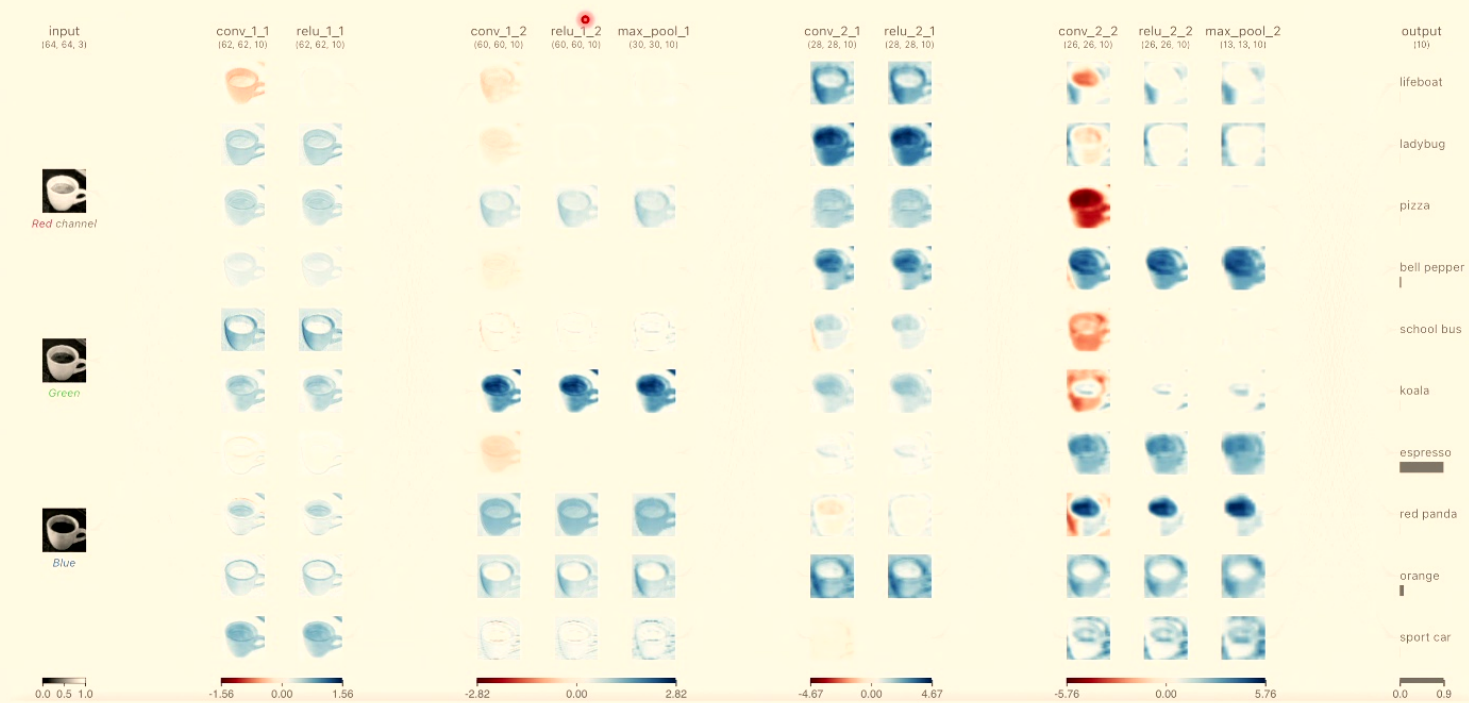 input
(64, 64, 3)
conv_1_1
(62, 62, 10)
relu_1_1
(62, 62, 10)
conv_1_2
(60, 60, 10)
relu_1_2
(60, 60, 10)
max_pool_1
(30, 30, 10)
conv_2_1
(28, 28, 10)
relu_2_1
(28, 28, 10)
conv_2_2
(26, 26, 10)
relu_2_2
(26, 26, 10)
max_pool_2
(13, 13, 10)
output
(10)
lifeboat
ladybug
pizza
bell pepper
school bus
koala
espresso
red panda
orange
sport car
Red channel
Green
Blue
0.0 0.5 1.0
-1.56 0.00 1.56
-2.82 0.00 2.82
-4.67 0.00 4.67
-5.76 0.00 5.76
0.0 0.9